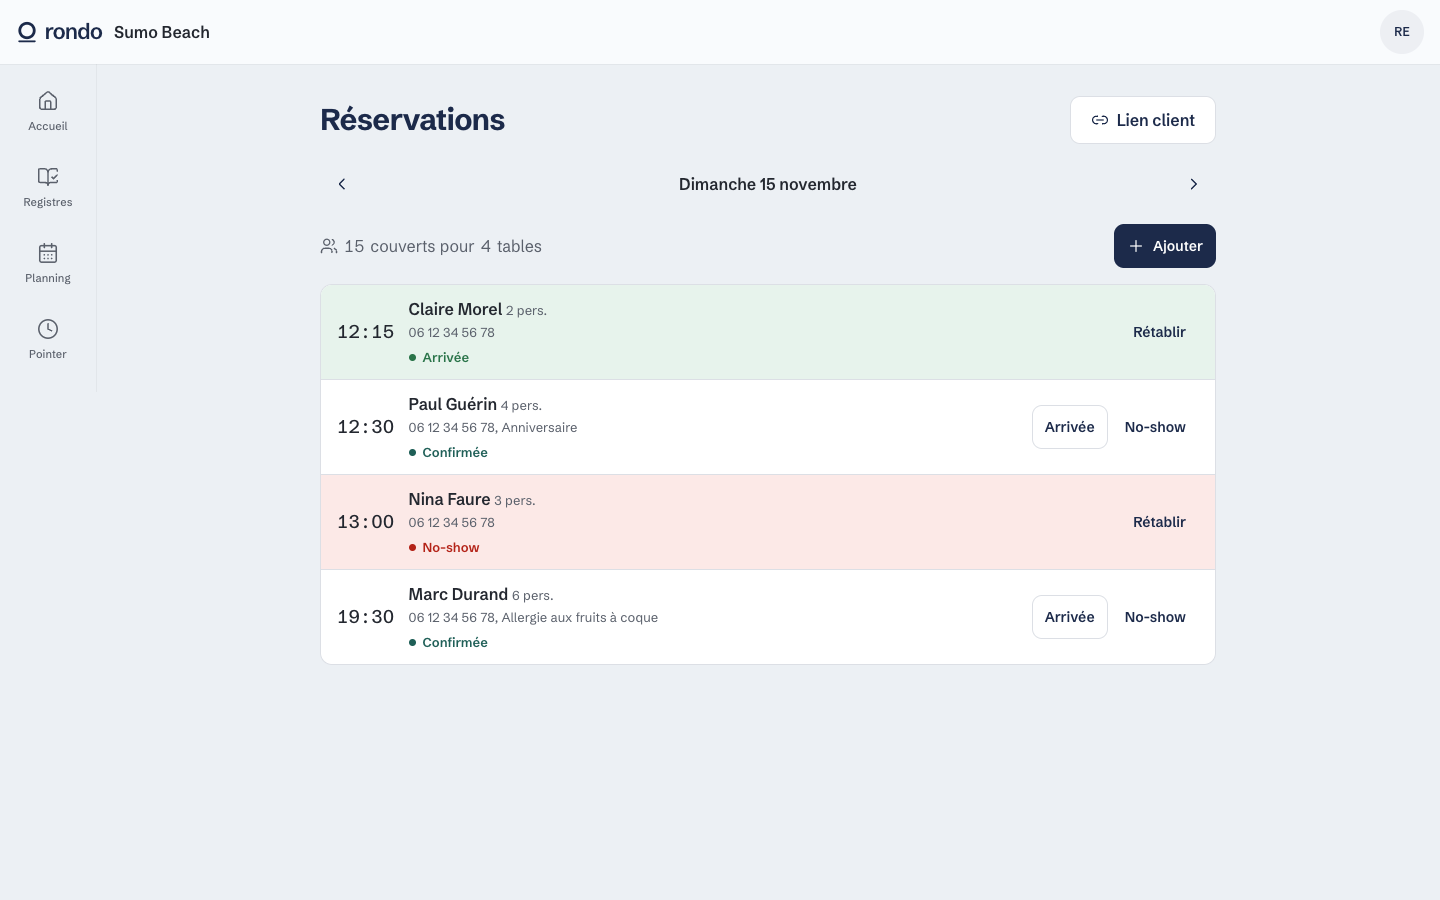 rondo Sumo Beach
RE
Accueil
Registres
Planning
Pointer
Réservations
Lien client
Dimanche 15 novembre
15 couverts pour 4 tables
Ajouter
12:15
Claire Morel 2 pers.
06 12 34 56 78
Arrivée
Rétablir
12:30
Paul Guérin 4 pers.
06 12 34 56 78, Anniversaire
Confirmée
Arrivée
No-show
13:00
Nina Faure 3 pers.
06 12 34 56 78
No-show
Rétablir
19:30
Marc Durand 6 pers.
06 12 34 56 78, Allergie aux fruits à coque
Confirmée
Arrivée
No-show